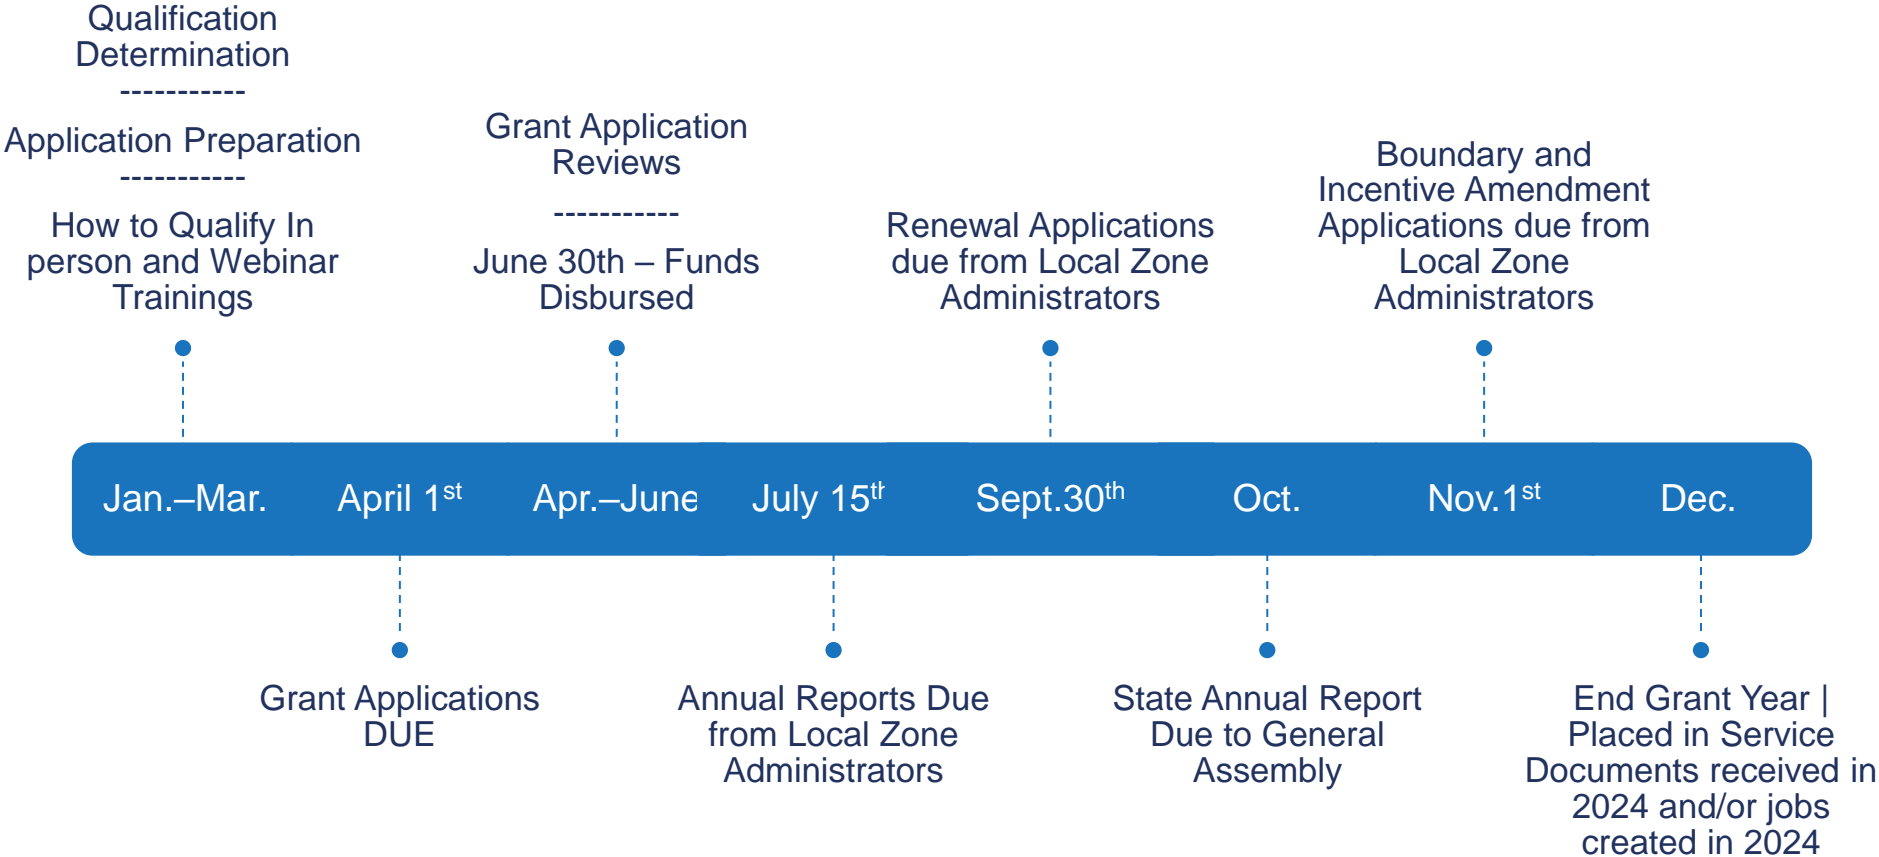 Qualification
Determination
-----------
Application Preparation
-----------
How to Qualify In
person and Webinar
Trainings
Grant Application
Reviews
-----------
June 30th – Funds
Disbursed
Renewal Applications
due from Local Zone
Administrators
Boundary and
Incentive Amendment
Applications due from
Local Zone
Administrators
Jan.–Mar.
April 1st
Apr.–June
July 15th
Sept.30th
Oct.
Nov.1st
Dec.
Grant Applications
DUE
Annual Reports Due
from Local Zone
Administrators
State Annual Report
Due to General
Assembly
End Grant Year |
Placed in Service
Documents received in
2024 and/or jobs
created in 2024